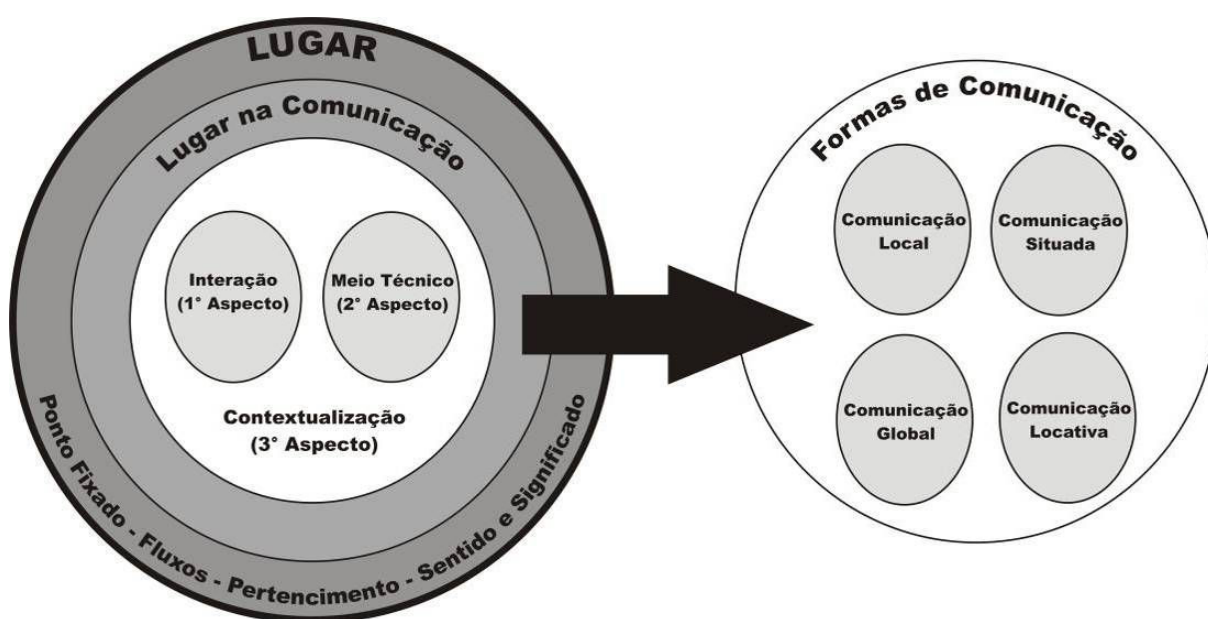 LUGAR
Lugar na Comunicação
Interação
(1° Aspecto)
Meio Técnico
(2° Aspecto)
Contextualização
(3° Aspecto)
Ponto Fixado - Fluxos - Pertencimento - Sentido e Significado
Formas de Comunicação
Comunicação
Local
Comunicação
Situada
Comunicação
Global
Comunicação
Locativa